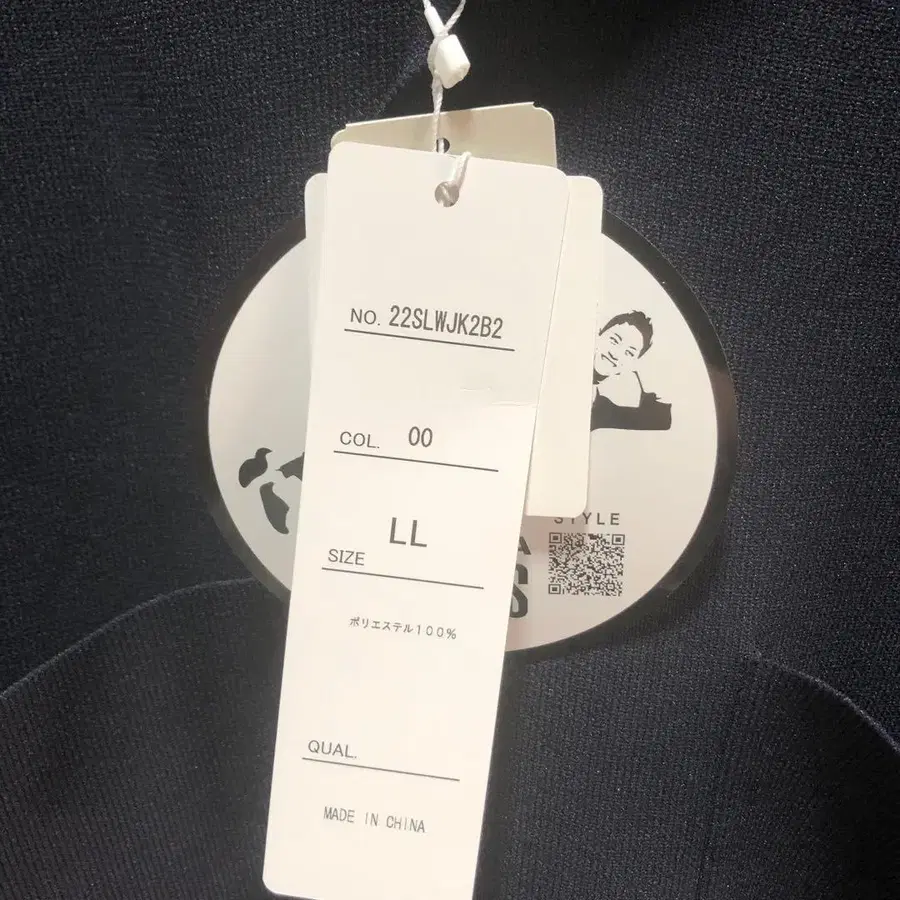 NO. 22SLWJK2B2
COL. 00
LL
SIZE
ポリエステル100%
QUAL.
MADE IN CHINA
STYLE
A
S